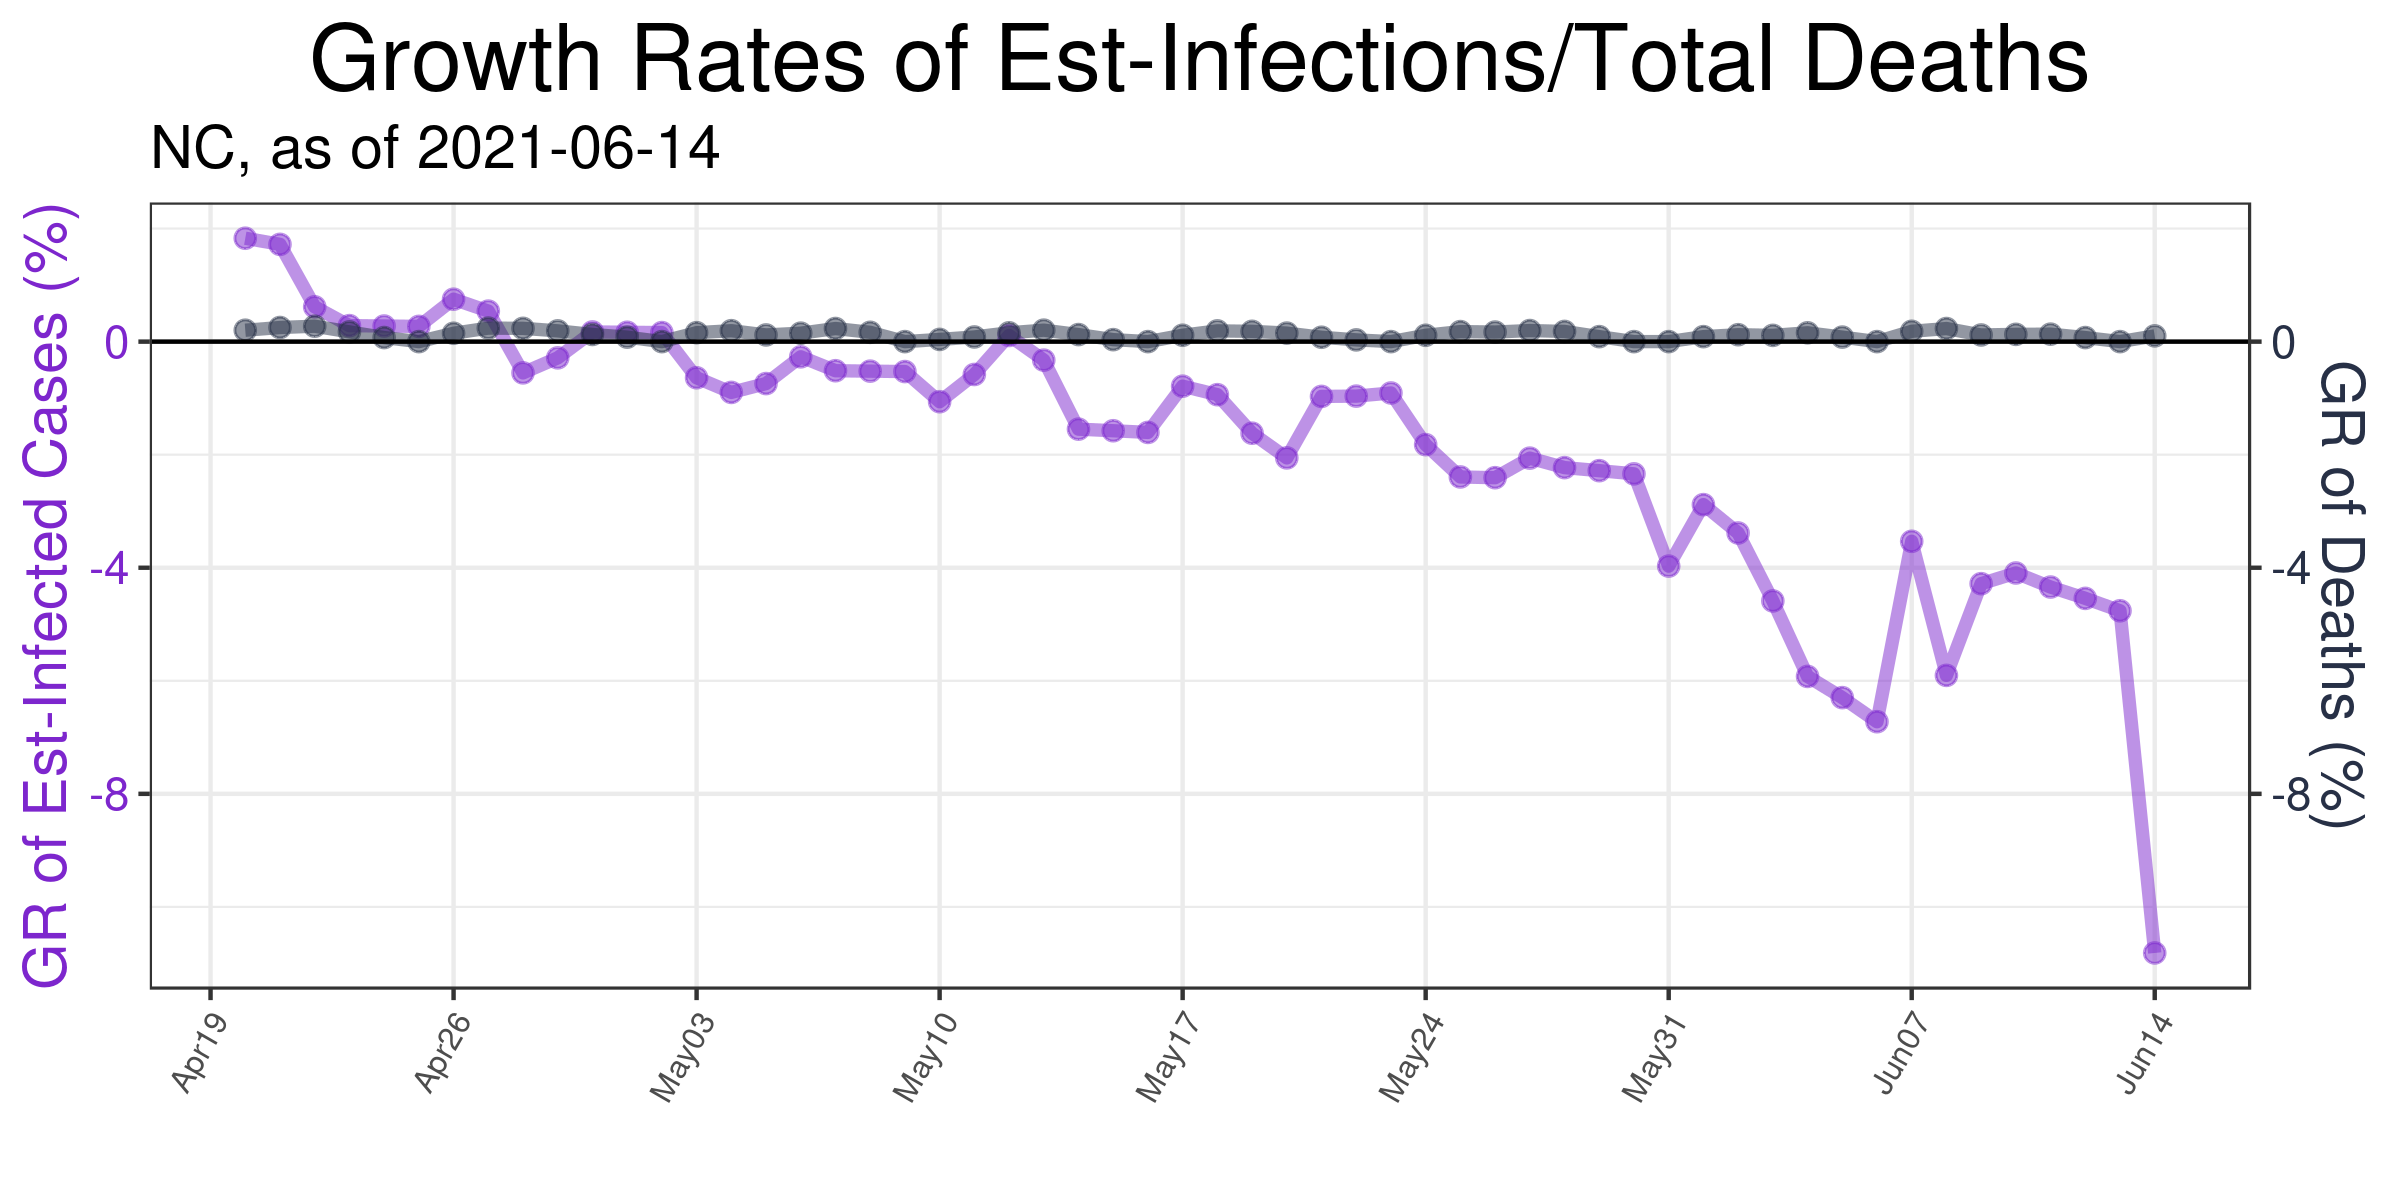 Growth Rates of Est-Infections/Total Deaths
NC, as of 2021-06-14
GR of Est-Infected Cases (%)
0
-4
-8
0
-4
-8
GR of Deaths (%)
Apr19
Apr26
May03
May10
May17
May24
May31
Jun07
Jun14